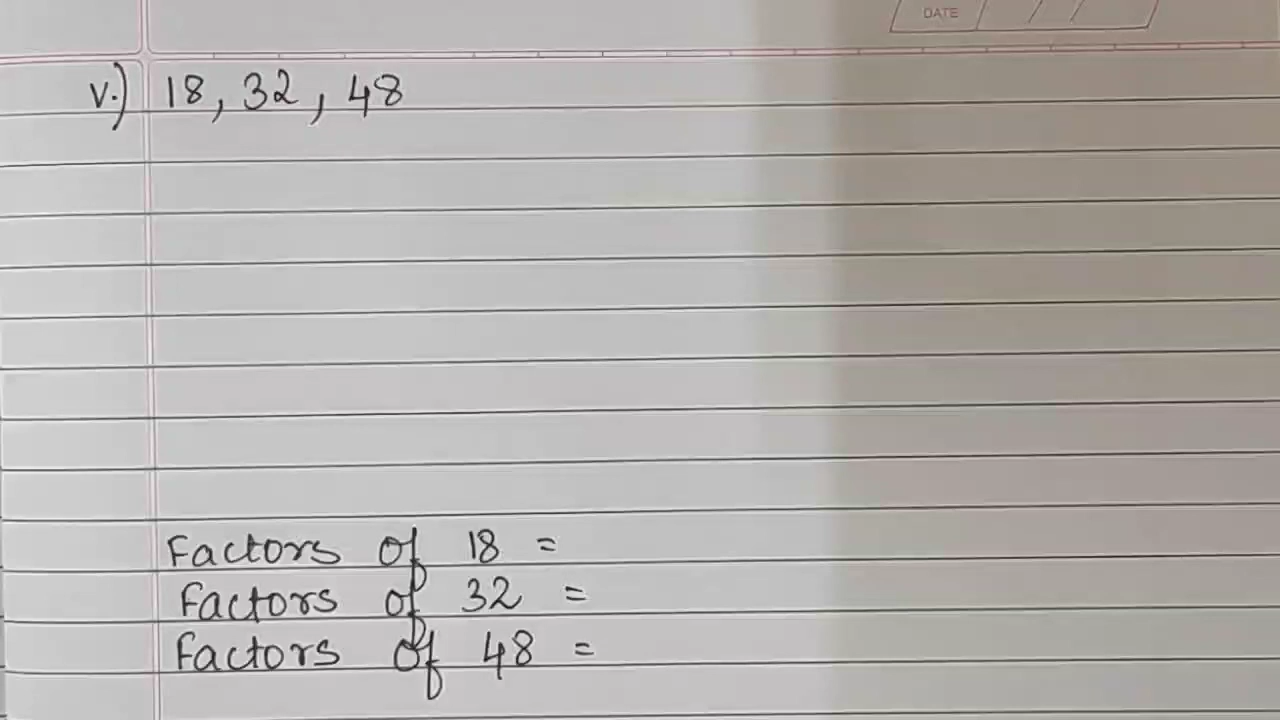 DATE
v.) 18, 32, 48
Factors of 18 =
Factors of 32 =
Factors of 48 =